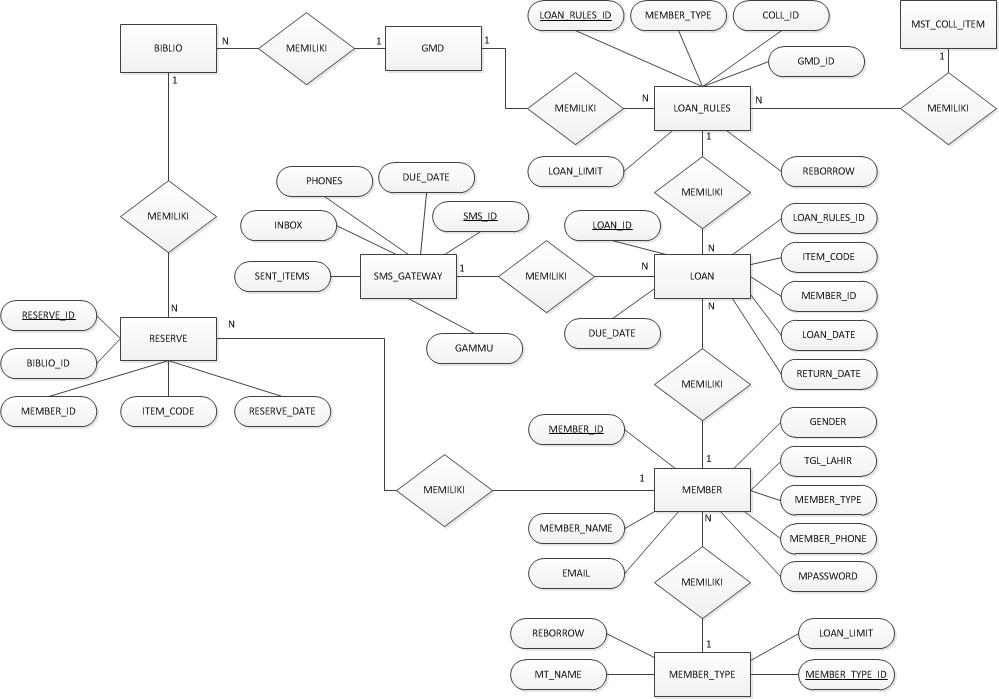 LOAN_RULES_ID
MEMBER_TYPE
COLL_ID
MST_COLL_ITEM
BIBLIO
N
MEMILIKI
1
GMD
1
GMD_ID
1
1
MEMILIKI
N
LOAN_RULES
N
MEMILIKI
1
LOAN_LIMIT
REBORROW
PHONES
DUE_DATE
MEMILIKI
MEMILIKI
INBOX
SMS_ID
LOAN_ID
LOAN_RULES_ID
N
ITEM_CODE
SENT_ITEMS
SMS_GATEWAY
1
MEMILIKI
N
LOAN
MEMBER_ID
N
N
RESERVE_ID
N
RESERVE
DUE_DATE
LOAN_DATE
GAMMU
BIBLIO_ID
RETURN_DATE
MEMILIKI
MEMBER_ID
ITEM_CODE
RESERVE_DATE
GENDER
MEMBER_ID
1
TGL_LAHIR
1
MEMILIKI
MEMBER
MEMBER_TYPE
N
MEMBER_NAME
MEMBER_PHONE
EMAIL
MPASSWORD
MEMILIKI
REBORROW
LOAN_LIMIT
1
MT_NAME
MEMBER_TYPE
MEMBER_TYPE_ID